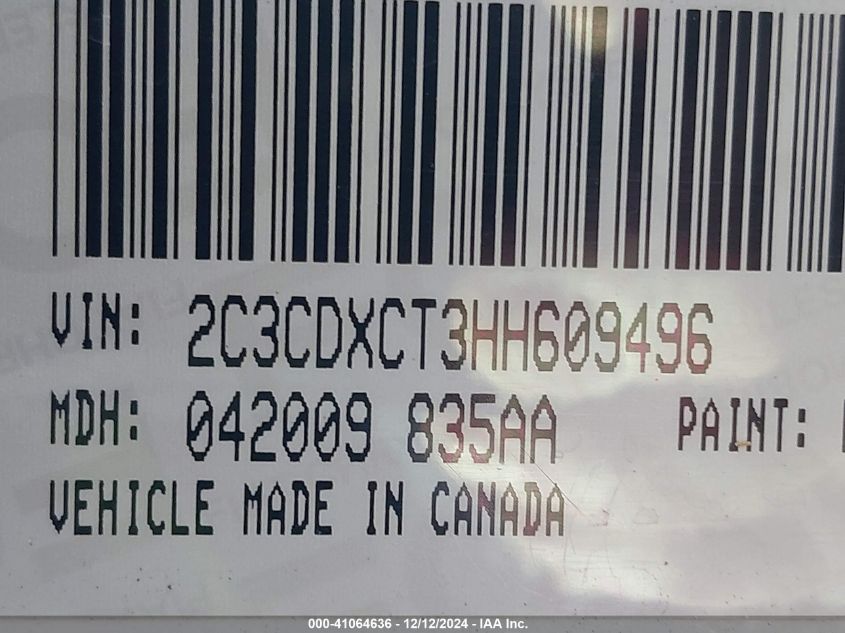 VIN: 2C3CDXCT3HH609496
MDH: 042009 835AA PAINT:
VEHICLE MADE IN CANADA
000-41064636 - 12/12/2024 - IAA Inc.